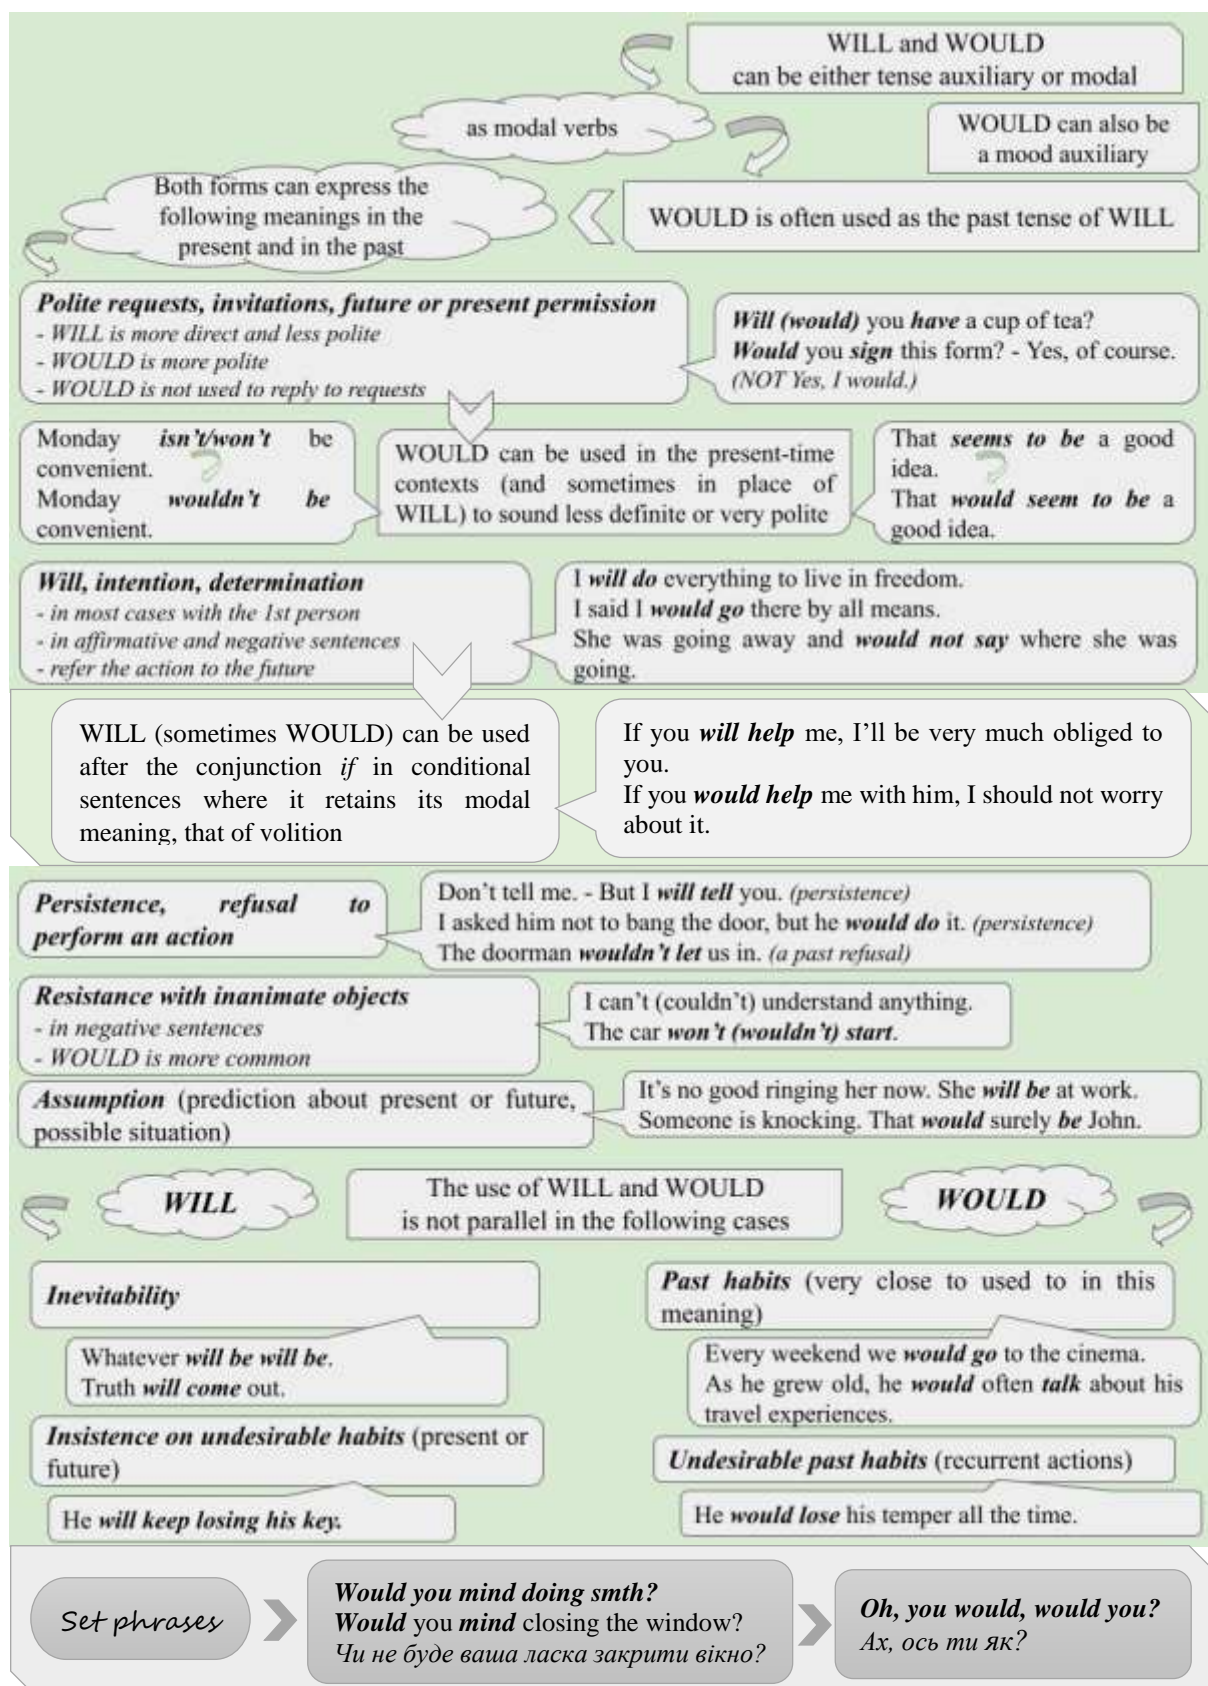 WILL and WOULD
can be either tense auxiliary or modal
as modal verbs
WOULD can also be
a mood auxiliary
Both forms can express the
following meanings in the
present and in the past
WOULD is often used as the past tense of WILL
Polite requests, invitations, future or present permission
- WILL is more direct and less polite
- WOULD is more polite
- WOULD is not used to reply to requests
Will (would) you have a cup of tea?
Would you sign this form? - Yes, of course.
(NOT Yes, I would.)
Monday isn't/won't be
convenient.
Monday wouldn't be
convenient.
WOULD can be used in the present-time
contexts (and sometimes in place of
WILL) to sound less definite or very polite
That seems to be a good
idea.
That would seem to be a
good idea.
Will, intention, determination
- in most cases with the 1st person
- in affirmative and negative sentences
- refer the action to the future
I will do everything to live in freedom.
I said I would go there by all means.
She was going away and would not say where she was
going.
WILL (sometimes WOULD) can be used
after the conjunction if in conditional
sentences where it retains its modal
meaning, that of volition
If you will help me, I'll be very much obliged to
you.
If you would help me with him, I should not worry
about it.
Persistence, refusal to
perform an action
Don't tell me. - But I will tell you. (persistence)
I asked him not to bang the door, but he would do it. (persistence)
The doorman wouldn't let us in. (a past refusal)
Resistance with inanimate objects
- in negative sentences
- WOULD is more common
I can't (couldn't) understand anything.
The car won't (wouldn't) start.
Assumption (prediction about present or future,
possible situation)
It's no good ringing her now. She will be at work.
Someone is knocking. That would surely be John.
WILL
The use of WILL and WOULD
is not parallel in the following cases
WOULD
Inevitability
Whatever will be will be.
Truth will come out.
Insistence on undesirable habits (present or
future)
He will keep losing his key.
Past habits (very close to used to in this
meaning)
Every weekend we would go to the cinema.
As he grew old, he would often talk about his
travel experiences.
Undesirable past habits (recurrent actions)
He would lose his temper all the time.
Set phrases
Would you mind doing smth?
Would you mind closing the window?
Чи не буде ваша ласка закрити вікно?
Oh, you would, would you?
Ах, ось ти як?